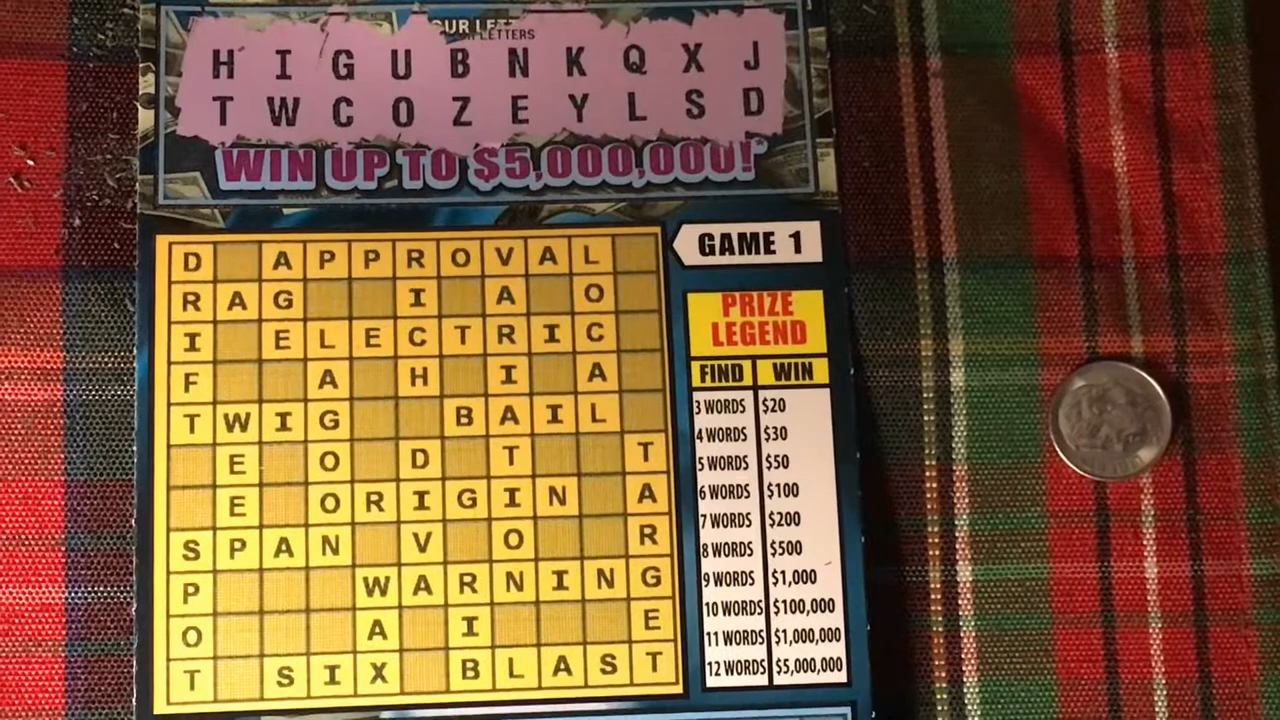 UR LETT
LETTERS
H I G U B N K Q X J
T W C O Z E Y L S D
WIN UP TO $5,000,000!*
GAME 1
D A P P R O V A L
R A G I A O
I E L E C T R I C
F A H I A
T W I G B A I L
E O D T T
E O R I G I N A
S P A N V O R
P W A R N I N G
O A I E
T S I X B L A S T
PRIZE
LEGEND
FIND WIN
3 WORDS $20
4 WORDS $30
5 WORDS $50
6 WORDS $100
7 WORDS $200
8 WORDS $500
9 WORDS $1,000
10 WORDS $100,000
11 WORDS $1,000,000
12 WORDS $5,000,000